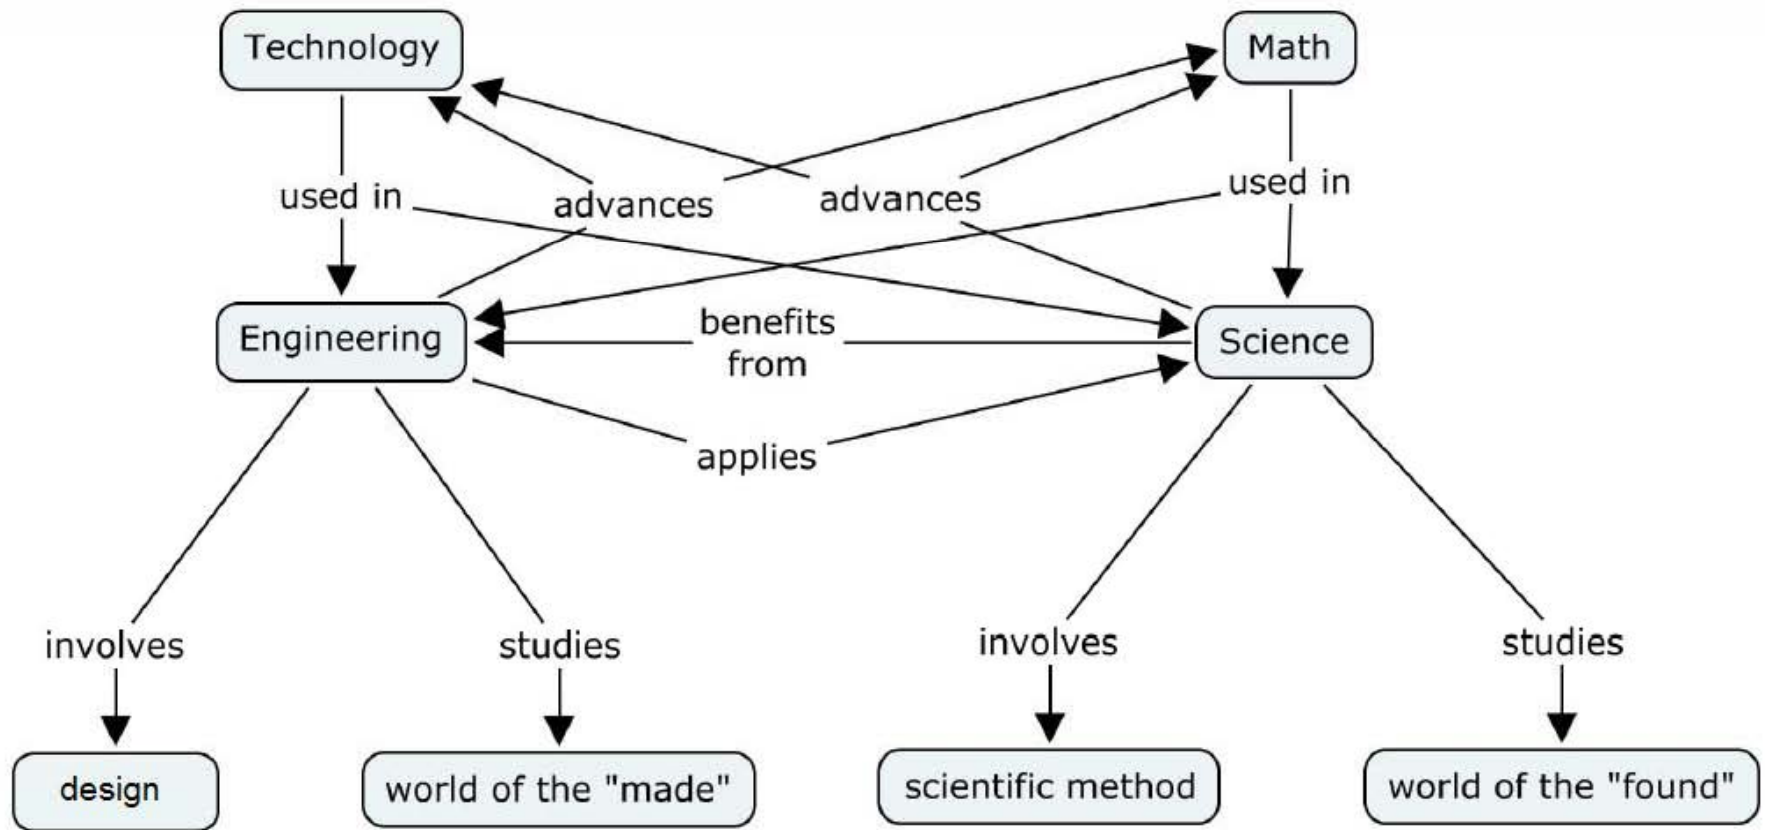 Technology
Math
used in
advances
advances
used in
Engineering
benefits
from
Science
applies
involves
studies
involves
studies
design
world of the "made"
scientific method
world of the "found"